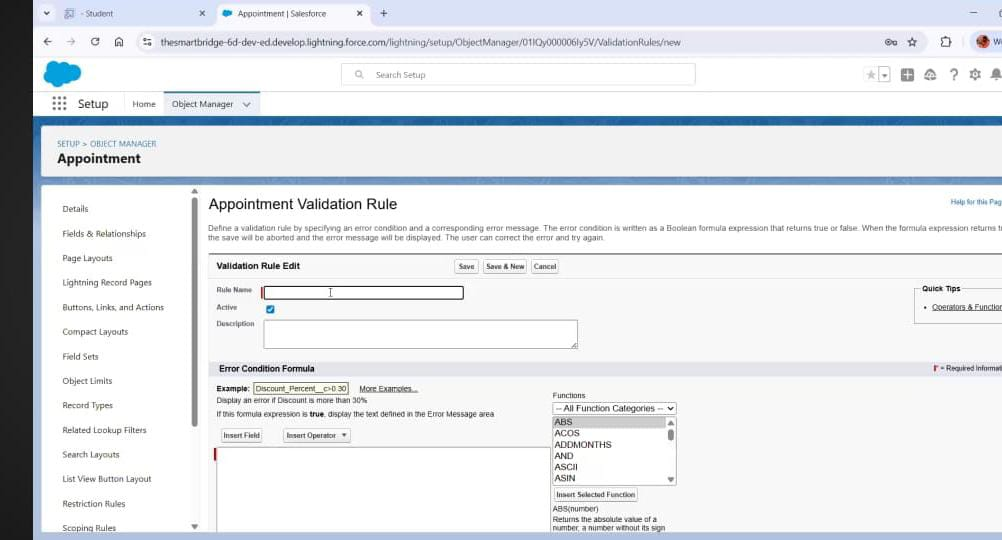 - Student
Appointment | Salesforce
thesmartbridge-6d-dev-ed.develop.lightning.force.com/lightning/setup/ObjectManager/01IQy000006Iy5V/ValidationRules/new
Search Setup
Setup
Home
Object Manager
SETUP > OBJECT MANAGER
Appointment
Details
Fields & Relationships
Page Layouts
Lightning Record Pages
Buttons, Links, and Actions
Compact Layouts
Field Sets
Object Limits
Record Types
Related Lookup Filters
Search Layouts
List View Button Layout
Restriction Rules
Scoping Rules
Appointment Validation Rule
Help for this Pag
Define a validation rule by specifying an error condition and a corresponding error message. The error condition is written as a Boolean formula expression that returns true or false. When the formula expression returns t
the save will be aborted and the error message will be displayed. The user can correct the error and try again.
Validation Rule Edit
Save
Save & New
Cancel
Rule Name
Active
Description
Quick Tips
• Operators & Function
Error Condition Formula
= Required Informat
Example: Discount_Percent__c>0.30 More Examples...
Display an error if Discount is more than 30%
If this formula expression is true, display the text defined in the Error Message area
Insert Field
Insert Operator
Functions
-- All Function Categories --
ABS
ACOS
ADDMONTHS
AND
ASCII
ASIN
Insert Selected Function
ABS(number)
Returns the absolute value of a
number, a number without its sign